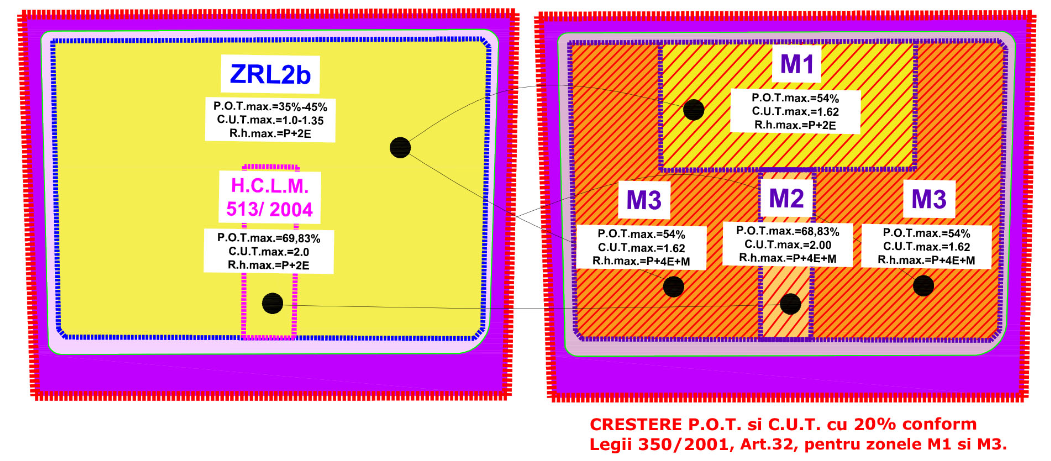 ZRL2b
P.O.T.max.=35%-45%
C.U.T.max.=1.0-1.35
R.h.max.=P+2E
H.C.L.M.
513/ 2004
P.O.T.max.=69,83%
C.U.T.max.=2.0
R.h.max.=P+2E
M1
P.O.T.max.=54%
C.U.T.max.=1.62
R.h.max.=P+2E
M3
P.O.T.max.=54%
C.U.T.max.=1.62
R.h.max.=P+4E+M
M2
P.O.T.max.=68,83%
C.U.T.max.=2.00
R.h.max.=P+4E+M
M3
P.O.T.max.=54%
C.U.T.max.=1.62
R.h.max.=P+4E+M
CRESTERE P.O.T. si C.U.T. cu 20% conform
Legii 350/2001, Art.32, pentru zonele M1 si M3.